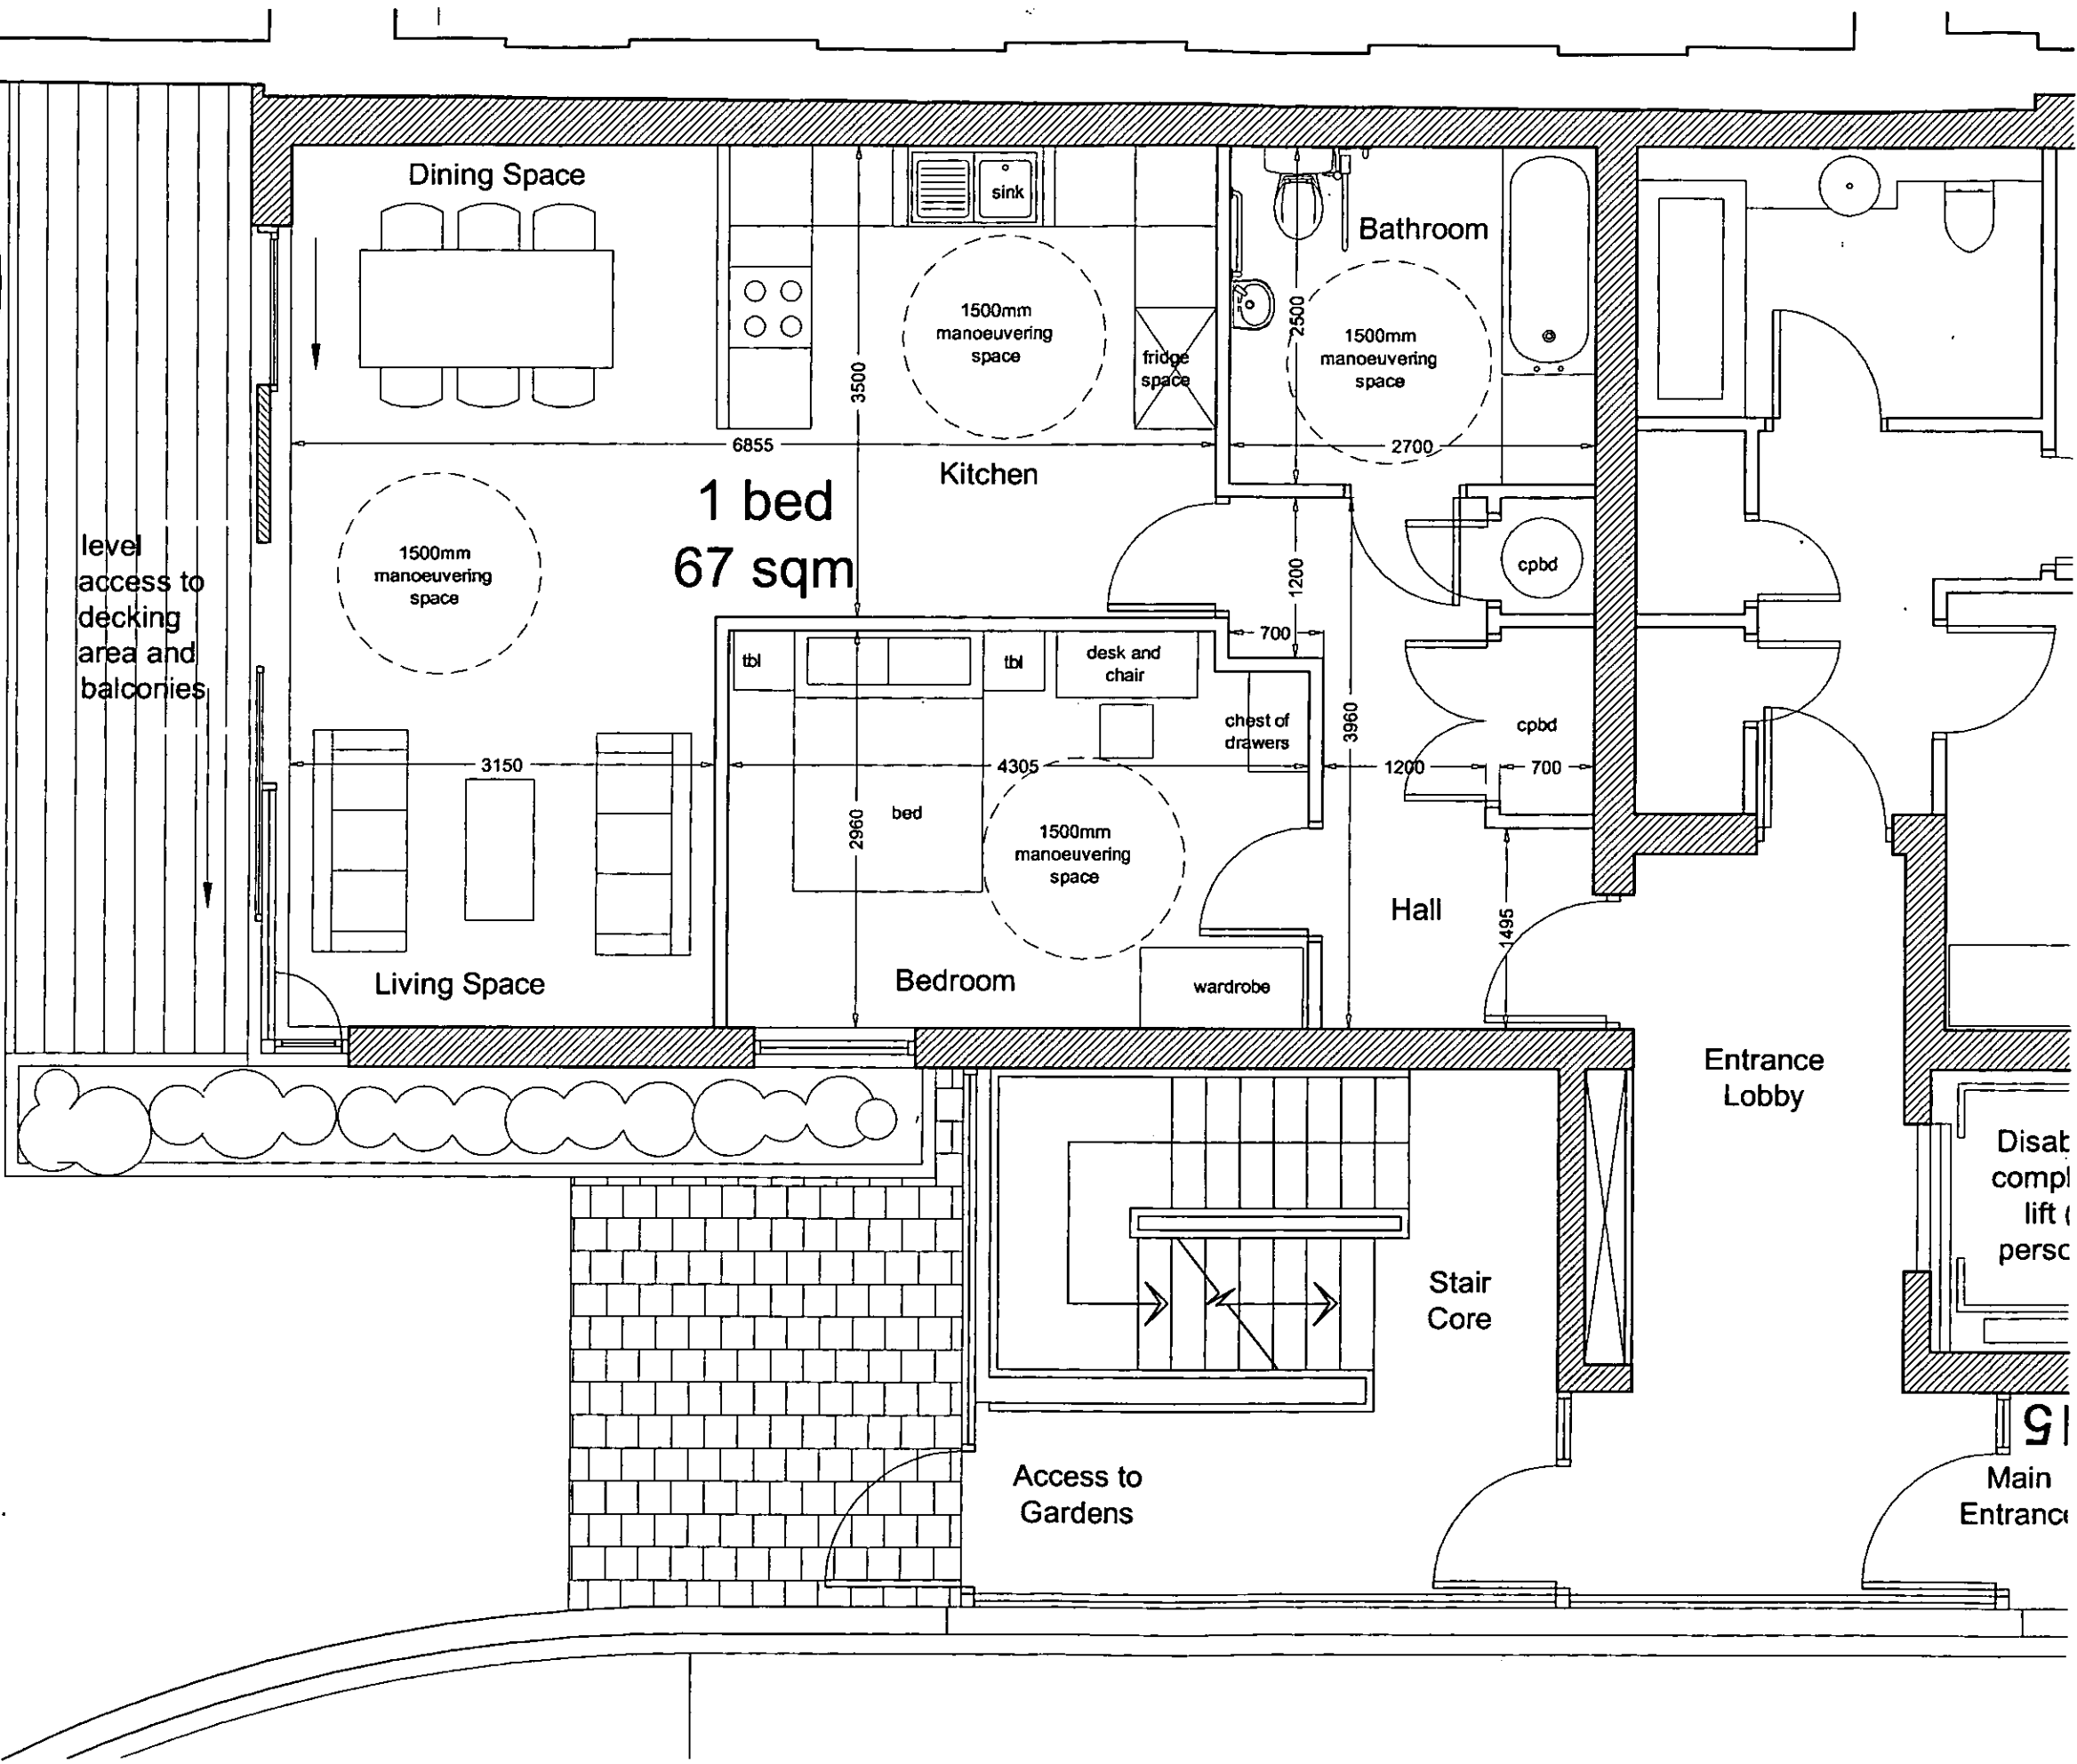 Dining Space
sink
Bathroom
1500mm
manoeuvering
space
1500mm
manoeuvering
space
fridge
space
2500
3500
6855
2700
Kitchen
1 bed
67 sqm
1500mm
manoeuvering
space
level
access to
decking
area and
balconies
cpbd
1200
700
tbl
tbl
desk and
chair
chest of
drawers
cpbd
3960
3150
4305
1200
700
bed
2960
1500mm
manoeuvering
space
Hall
1495
Living Space
Bedroom
wardrobe
Entrance
Lobby
Stair
Core
lift
Access to
Gardens
Main